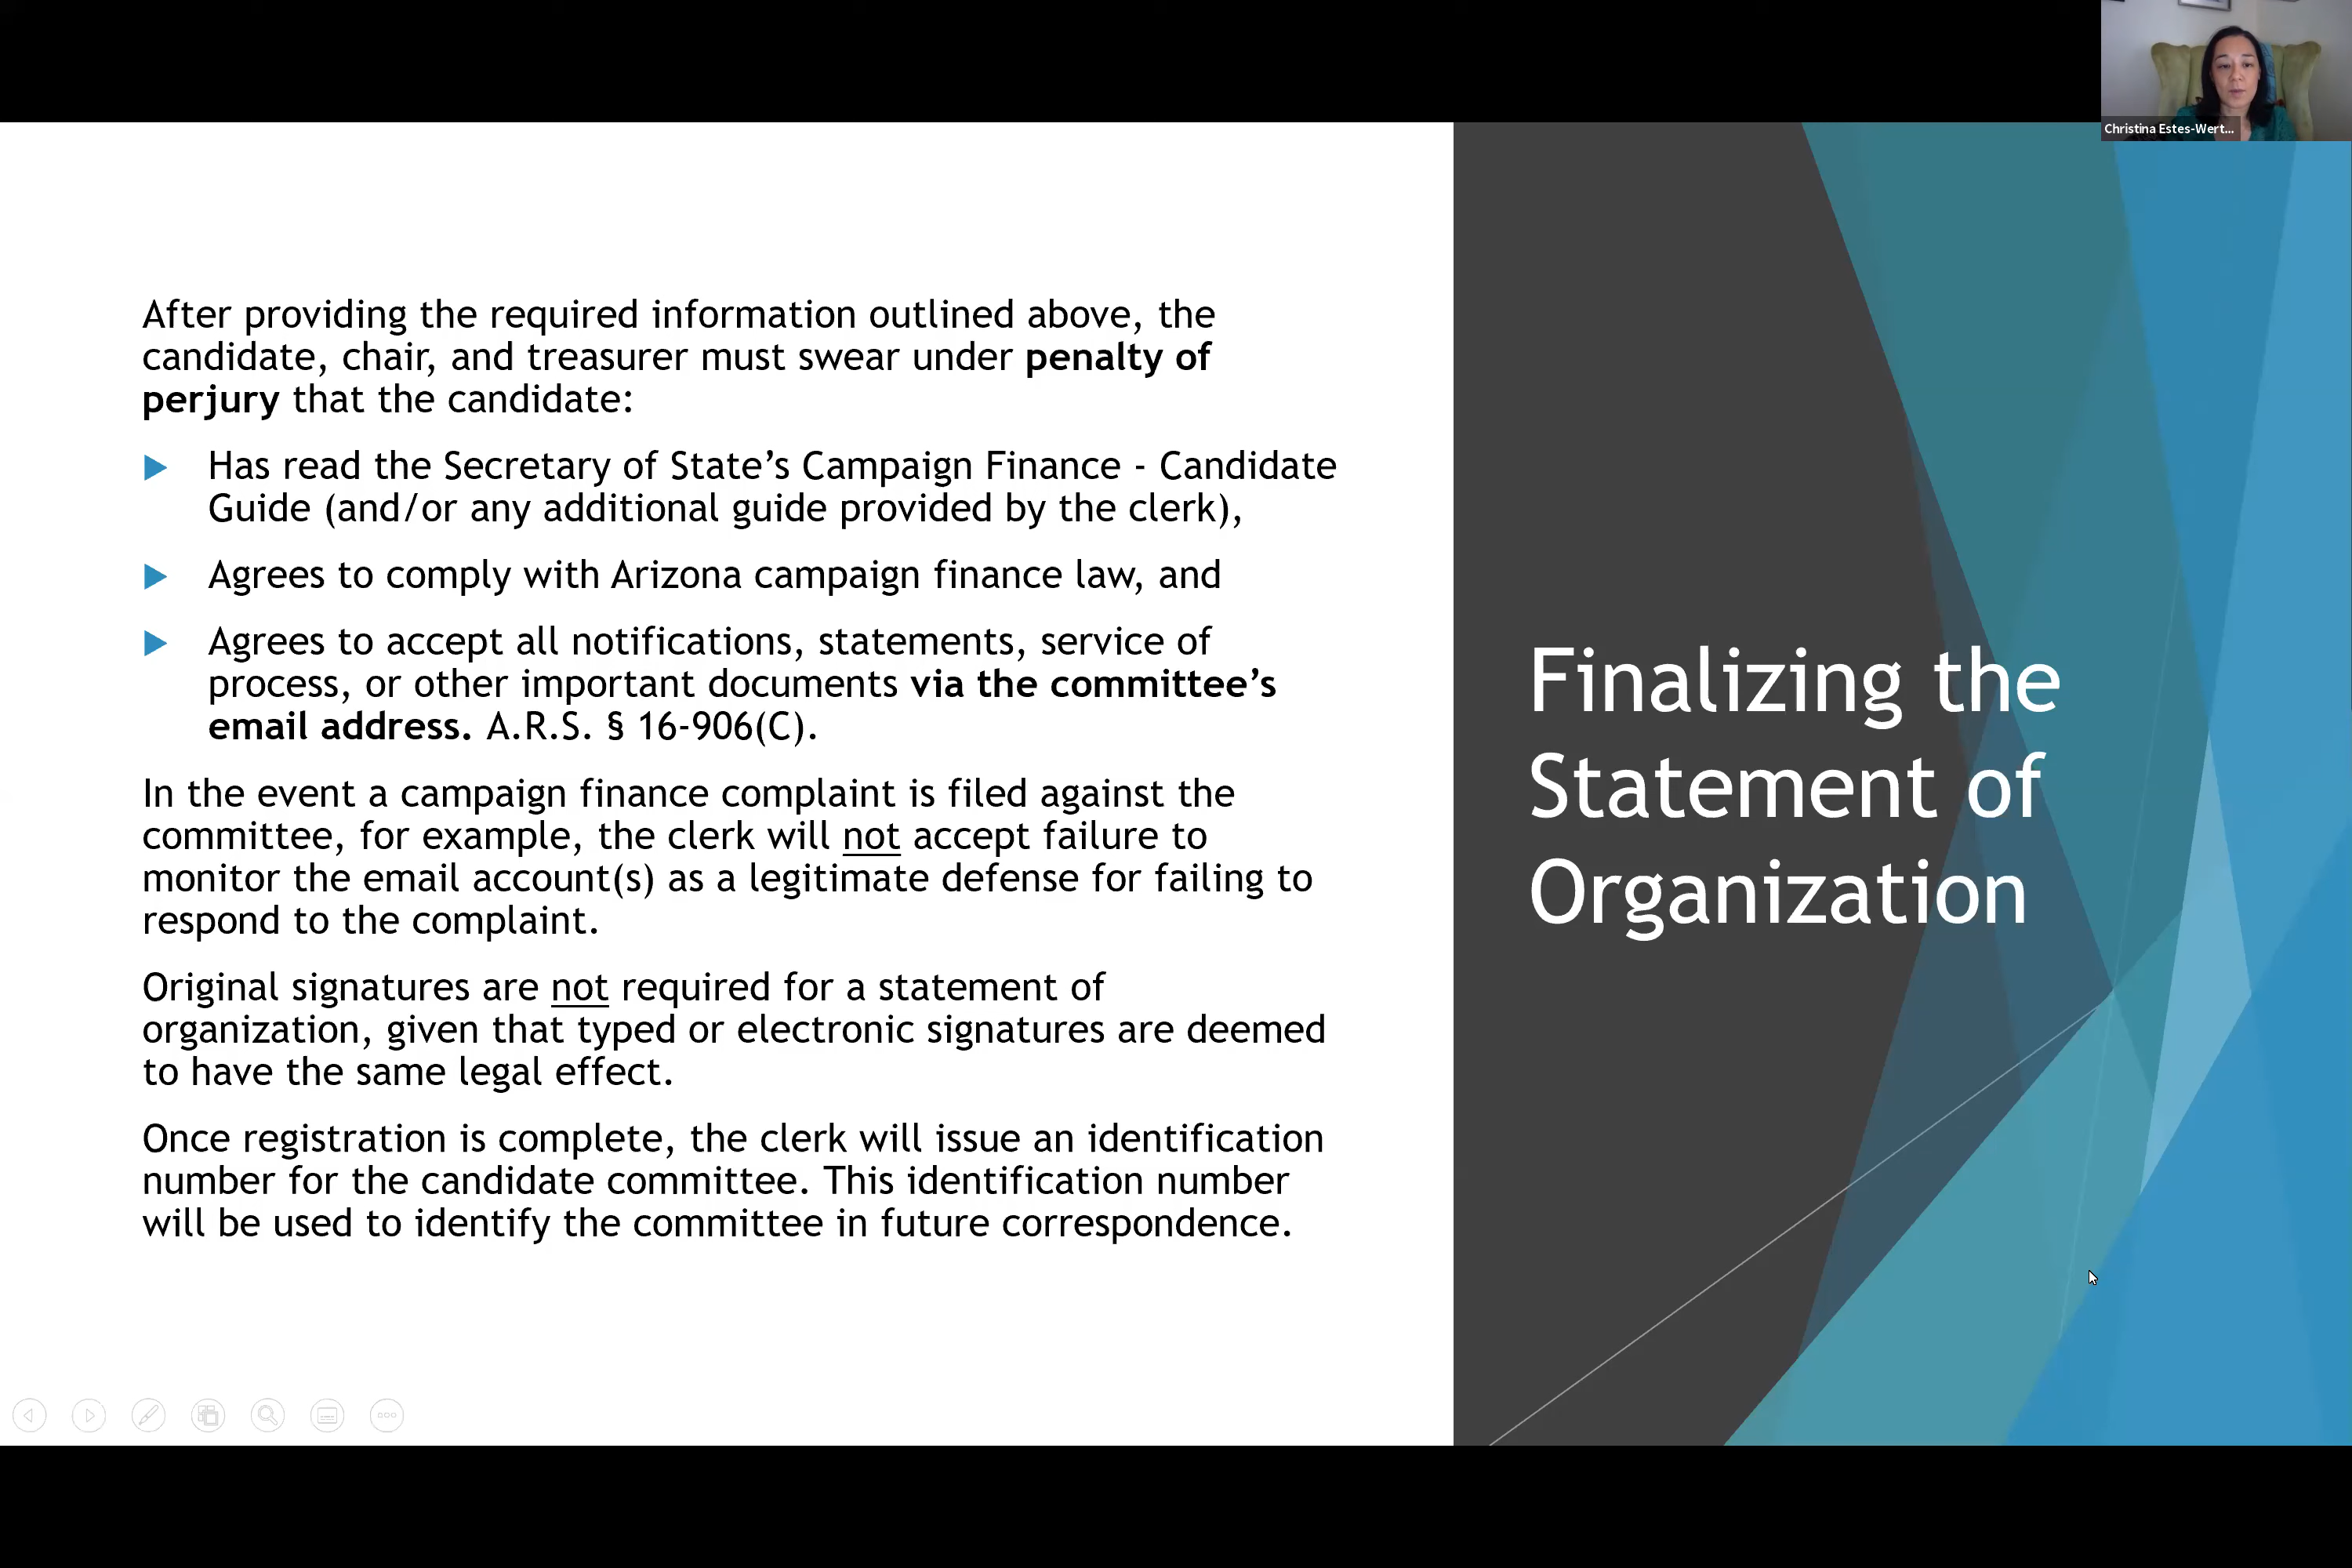 Christina Estes-Wert...
After providing the required information outlined above, the
candidate, chair, and treasurer must swear under penalty of
perjury that the candidate:
Has read the Secretary of State’s Campaign Finance - Candidate
Guide (and/or any additional guide provided by the clerk),
Agrees to comply with Arizona campaign finance law, and
Agrees to accept all notifications, statements, service of
process, or other important documents via the committee’s
email address. A.R.S. § 16-906(C).
In the event a campaign finance complaint is filed against the
committee, for example, the clerk will not accept failure to
monitor the email account(s) as a legitimate defense for failing to
respond to the complaint.
Original signatures are not required for a statement of
organization, given that typed or electronic signatures are deemed
to have the same legal effect.
Once registration is complete, the clerk will issue an identification
number for the candidate committee. This identification number
will be used to identify the committee in future correspondence.
Finalizing the
Statement of
Organization